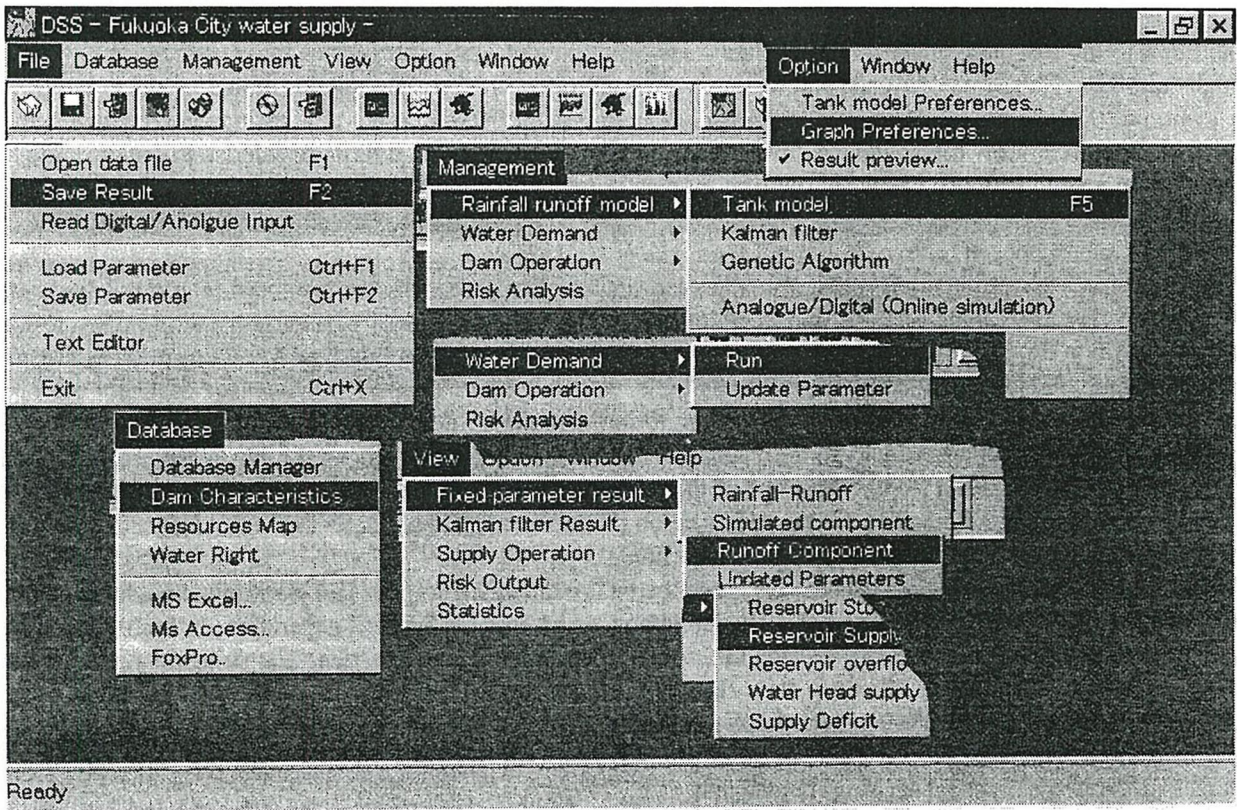 DSS - Fukuoka City water supply -
File Database Management View Option Window Help
Option Window Help
Tank model Preferences...
Graph Preferences...
✓ Result preview...
Open data file F1
Save Result F2
Read Digital/Anolgue Input
Load Parameter Ctrl+F1
Save Parameter Ctrl+F2
Text Editor
Exit Ctrl+X
Management
Rainfall runoff model
Water Demand
Dam Operation
Risk Analysis
Tank model F5
Kalman filter
Genetic Algorithm
Analogue/Digital (Online simulation)
Water Demand
Dam Operation
Risk Analysis
Run
Update Parameter
Database
Database Manager
Dam Characteristics
Resources Map
Water Right
MS Excel...
Ms Access...
FoxPro..
View Option Window Help
Fixed-parameter result
Kalman filter Result
Supply Operation
Risk Output
Statistics
Rainfall-Runoff
Simulated component
Runoff Component
Updated Parameters
Reservoir Sto
Reservoir Supply
Reservoir overflo
Water Head supply
Supply Deficit
Ready